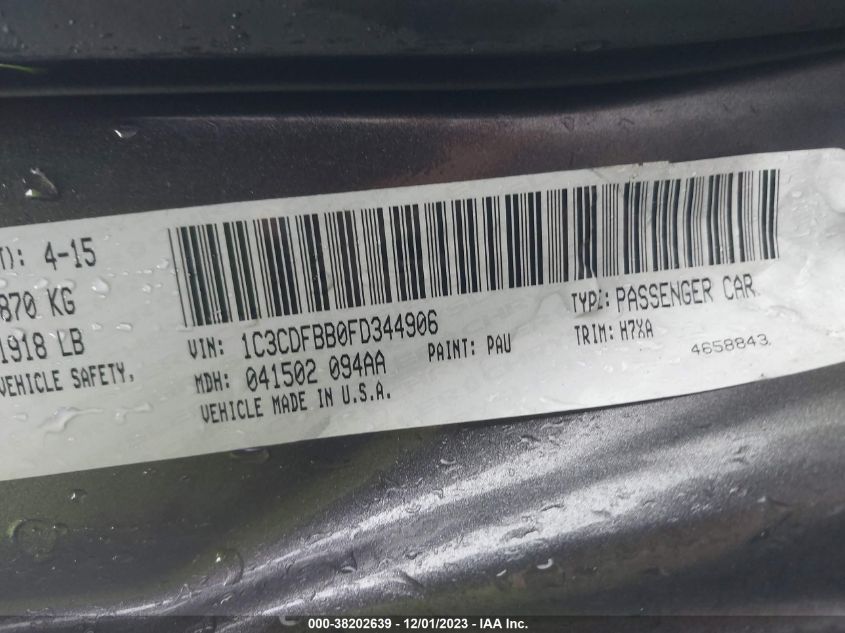 T): 4-15
870 KG
1918 LB
VEHICLE SAFETY,
VIN: 1C3CDFBB0FD344906
TYPE: PASSENGER CAR
MDH: 041502 094AA
PAINT: PAU
TRIM: H7XA
4658843
VEHICLE MADE IN U.S.A.
000-38202639 - 12/01/2023 - IAA Inc.